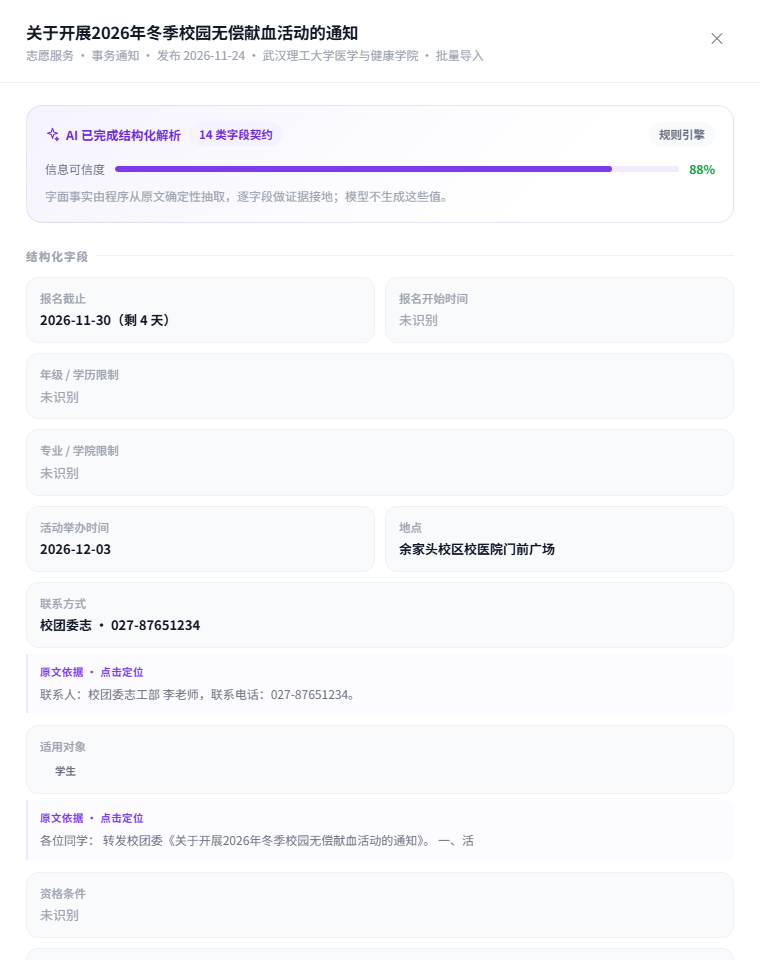 关于开展2026年冬季校园无偿献血活动的通知
志愿服务 · 事务通知 · 发布 2026-11-24 · 武汉理工大学医学与健康学院 · 批量导入
AI 已完成结构化解析 14 类字段契约 规则引擎
信息可信度 88%
字面事实由程序从原文确定性抽取，逐字段做证据接地；模型不生成这些值。
结构化字段
报名截止
2026-11-30（剩 4 天）
报名开始时间
未识别
年级 / 学历限制
未识别
专业 / 学院限制
未识别
活动举办时间
2026-12-03
地点
余家头校区校医院门前广场
联系方式
校团委志 · 027-87651234
原文依据 · 点击定位
联系人：校团委志工部 李老师，联系电话：027-87651234。
适用对象
学生
原文依据 · 点击定位
各位同学： 转发校团委《关于开展2026年冬季校园无偿献血活动的通知》。 一、活
资格条件
未识别